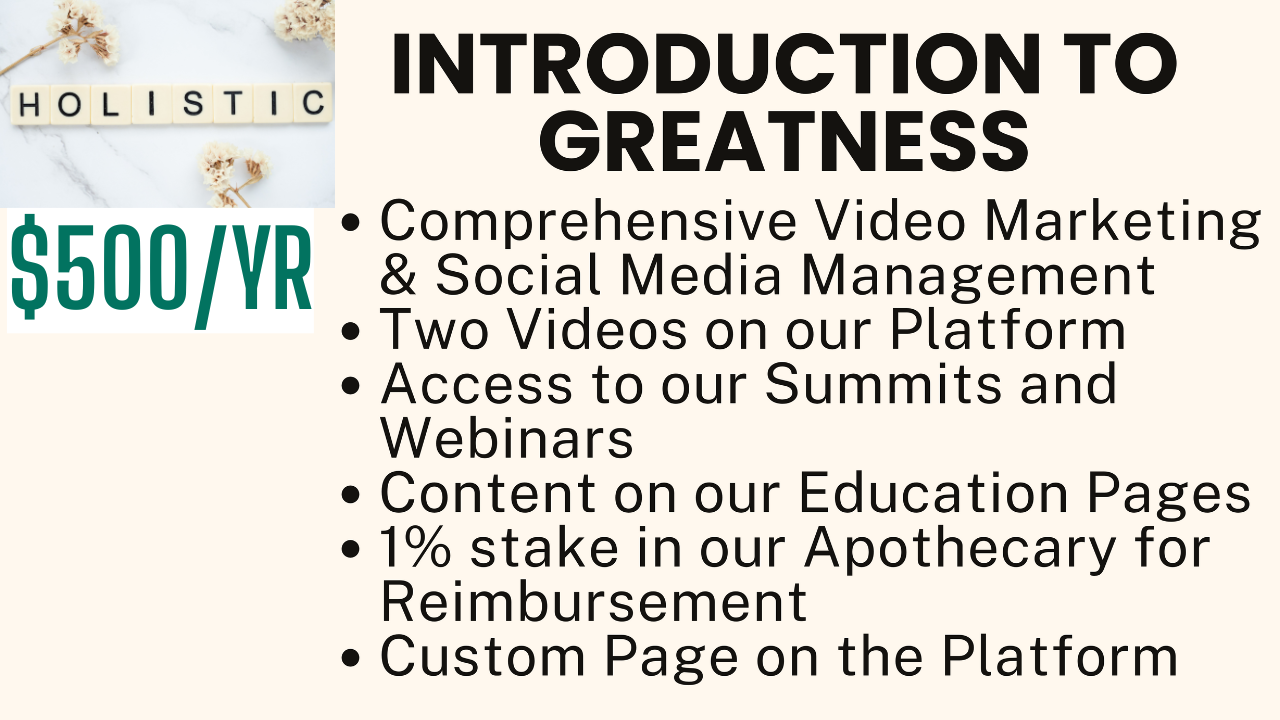 HOLISTIC
$500/YR
INTRODUCTION TO
GREATNESS
• Comprehensive Video Marketing
& Social Media Management
• Two Videos on our Platform
• Access to our Summits and
Webinars
• Content on our Education Pages
• 1% stake in our Apothecary for
Reimbursement
• Custom Page on the Platform